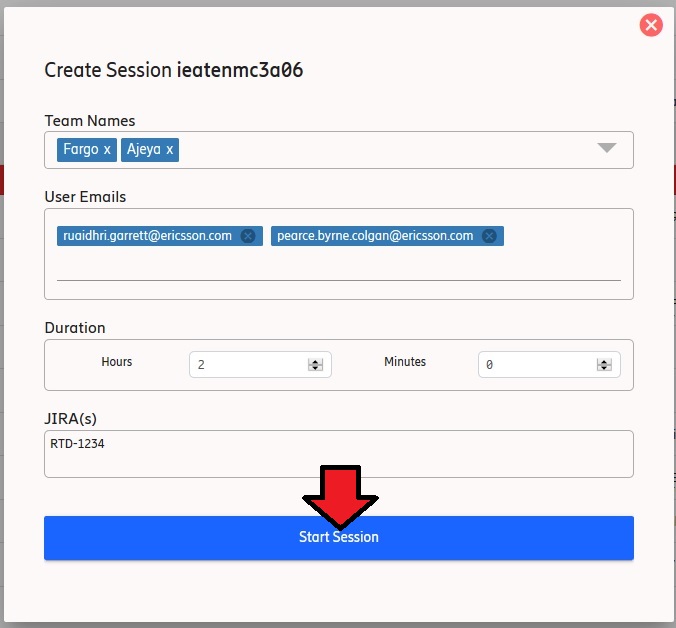 Create Session ieatenmc3a06
Team Names
Fargo x Ajeya x
User Emails
ruaidhri.garrett@ericsson.com pearce.byrne.colgan@ericsson.com
Duration
Hours 2 Minutes 0
JIRA(s)
RTD-1234
Start Session